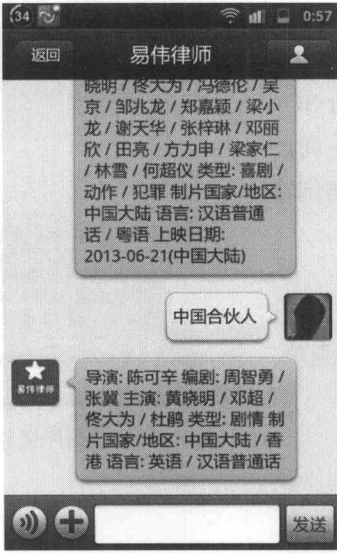 34
0:57
返回
易伟律师
晓明 / 佟大为 / 冯德伦 / 吴
京 / 邹兆龙 / 郑嘉颖 / 梁小
龙 / 谢天华 / 张梓琳 / 邓丽
欣 / 田亮 / 方力申 / 梁家仁
/ 林雪 / 何超仪 类型: 喜剧 /
动作 / 犯罪 制片国家/地区:
中国大陆 语言: 汉语普通
话 / 粤语 上映日期:
2013-06-21(中国大陆)
中国合伙人
易伟律师
导演: 陈可辛 编剧: 周智勇 /
张冀 主演: 黄晓明 / 邓超 /
佟大为 / 杜鹃 类型: 剧情 制
片国家/地区: 中国大陆 / 香
港 语言: 英语 / 汉语普通话
发送